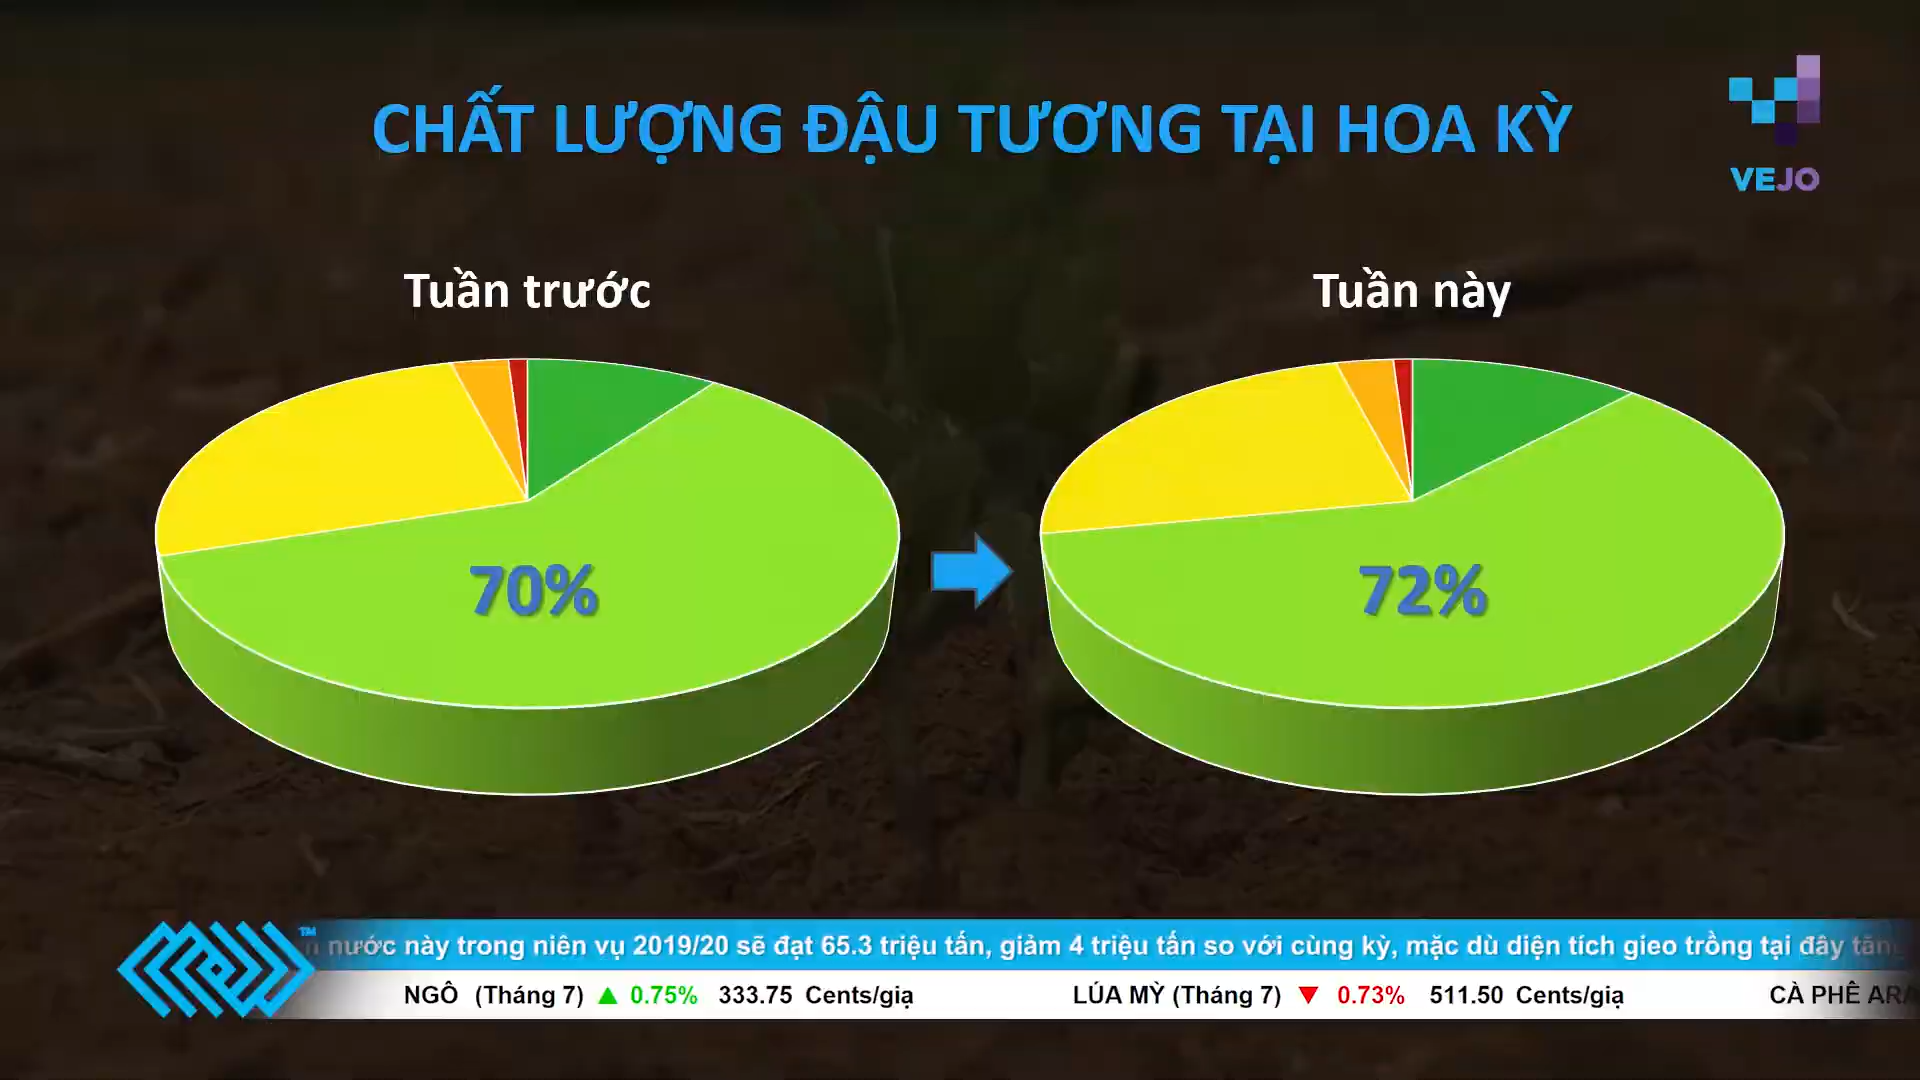 CHẤT LƯỢNG ĐẬU TƯƠNG TẠI HOA KỲ
VEJO
Tuần trước
Tuần này
70%
72%
nước này trong niên vụ 2019/20 sẽ đạt 65.3 triệu tấn, giảm 4 triệu tấn so với cùng kỳ, mặc dù diện tích gieo trồng tại đây tăng
NGÔ (Tháng 7) ▲ 0.75% 333.75 Cents/giạ LÚA MỲ (Tháng 7) ▼ 0.73% 511.50 Cents/giạ CÀ PHÊ ARA